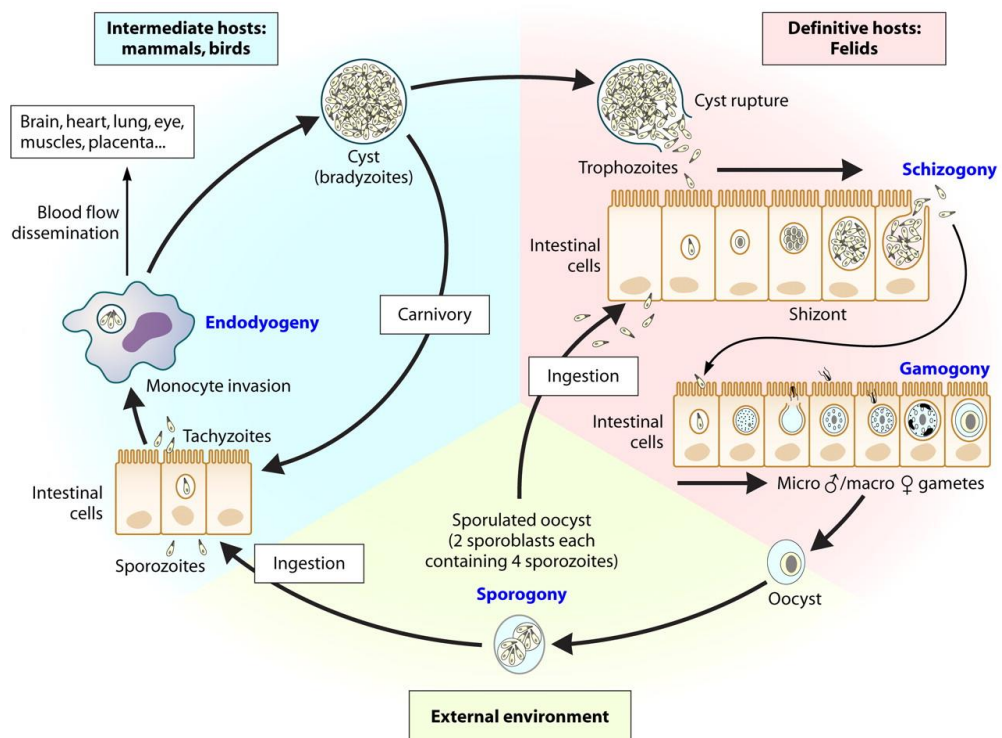 Intermediate hosts:
mammals, birds
Definitive hosts:
Felids
Brain, heart, lung, eye,
muscles, placenta...
Cyst
(bradyzoites)
Cyst rupture
Trophozoites
Schizogony
Blood flow
dissemination
Intestinal
cells
Carnivory
Endodyogeny
Shizont
Monocyte invasion
Ingestion
Gamogony
Tachyzoites
Intestinal
cells
Micro ♂/macro ♀ gametes
Intestinal
cells
Sporulated oocyst
(2 sporoblasts each
containing 4 sporozoites)
Sporozoites
Ingestion
Sporogony
Oocyst
External environment